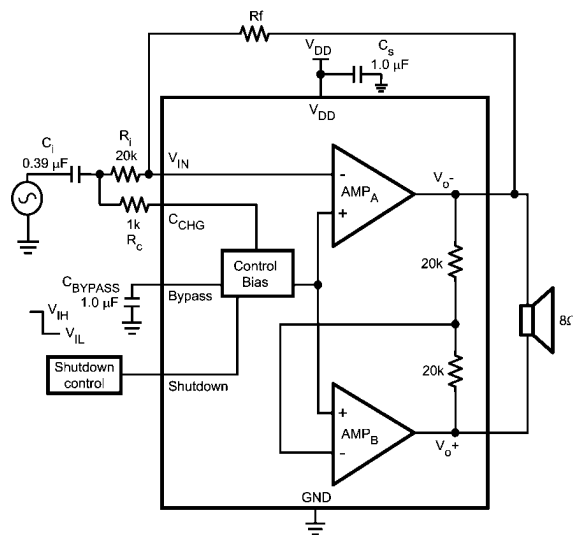 Rf
VDD
Cs
1.0 µF
VDD
Ci
0.39 µF
Ri
20k
VIN
1k
Rc
CCHG
-
+
AMPA
Vo-
Control
Bias
20k
CBYPASS
1.0 µF
Bypass
VIH
VIL
Shutdown
control
Shutdown
20k
8Ω
+
-
AMPB
Vo+
GND